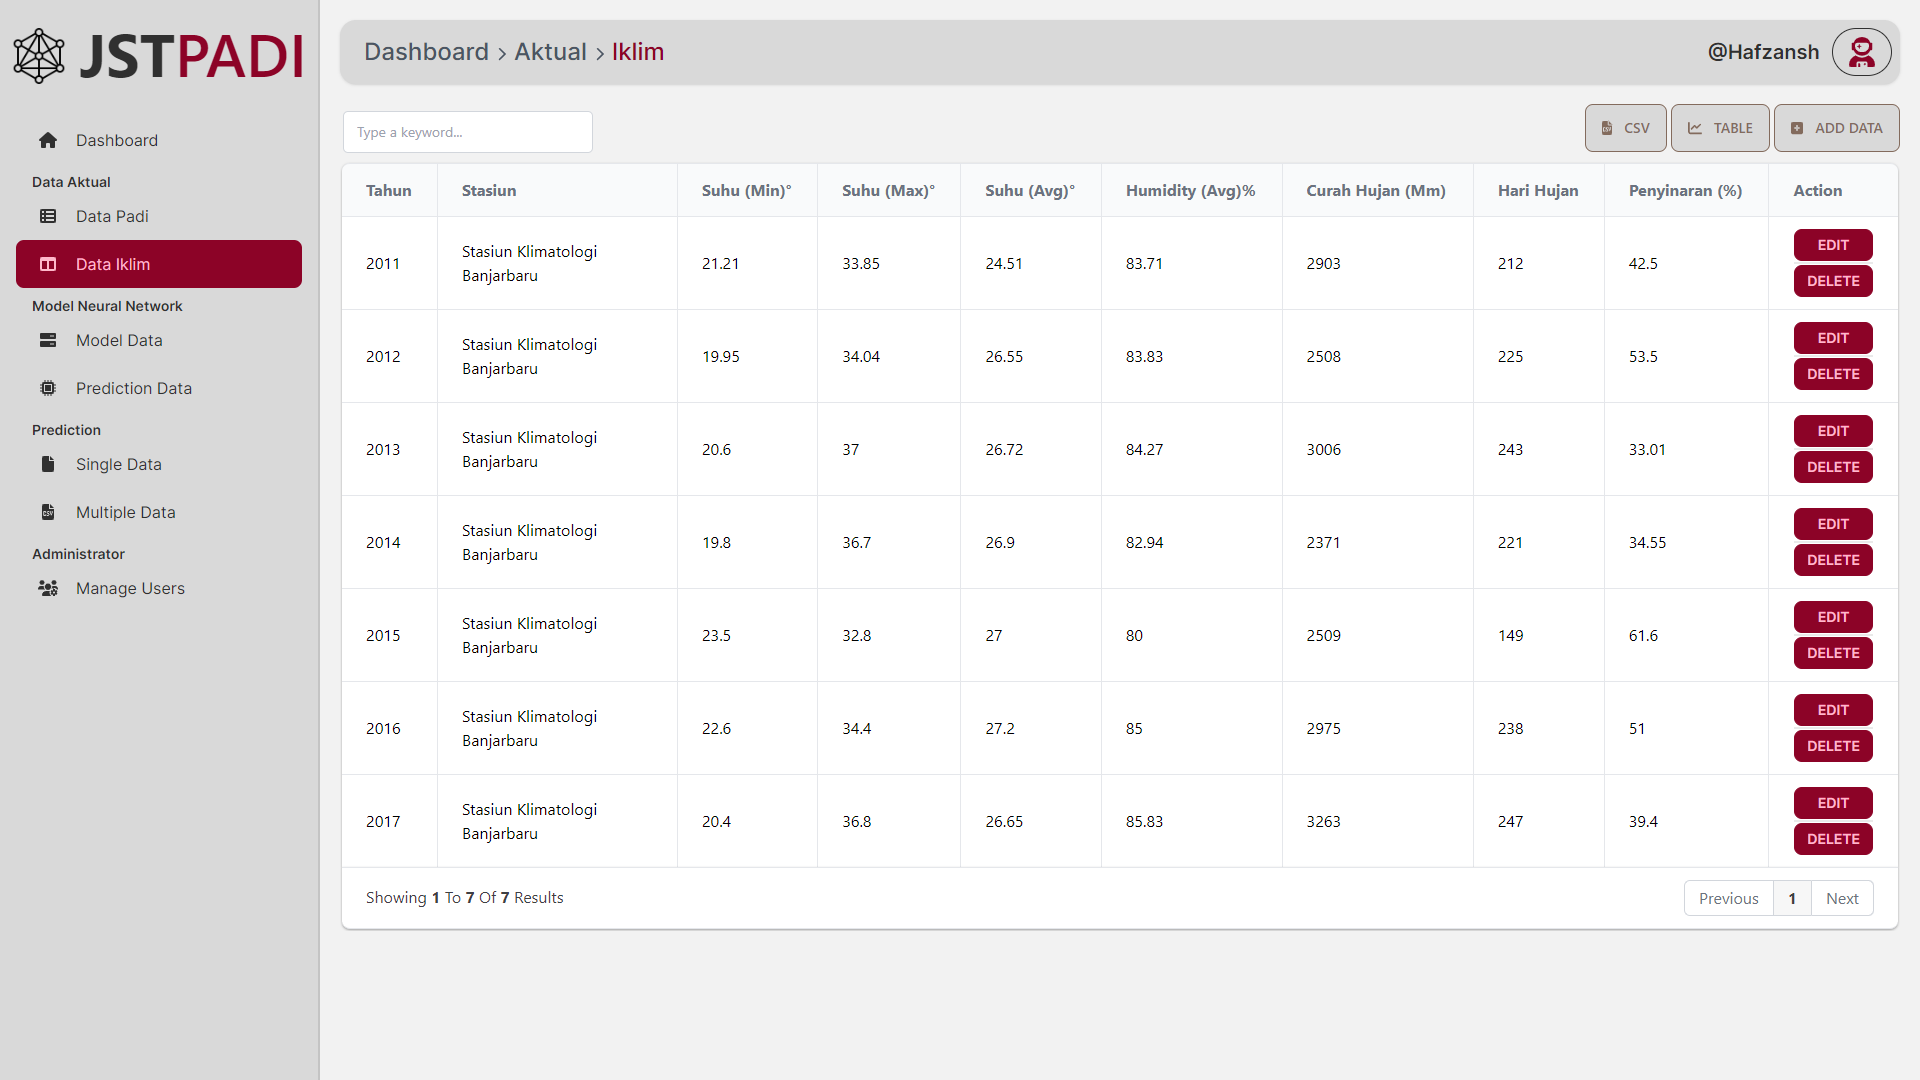 JSTPADI
Dashboard
Data Aktual
Data Padi
Data Iklim
Model Neural Network
Model Data
Prediction Data
Prediction
Single Data
Multiple Data
Administrator
Manage Users
Dashboard > Aktual > Iklim
@Hafzansh
Type a keyword...
CSV TABLE ADD DATA
Tahun Stasiun Suhu (Min)° Suhu (Max)° Suhu (Avg)° Humidity (Avg)% Curah Hujan (Mm) Hari Hujan Penyinaran (%) Action
2011 Stasiun Klimatologi Banjarbaru 21.21 33.85 24.51 83.71 2903 212 42.5 EDIT DELETE
2012 Stasiun Klimatologi Banjarbaru 19.95 34.04 26.55 83.83 2508 225 53.5 EDIT DELETE
2013 Stasiun Klimatologi Banjarbaru 20.6 37 26.72 84.27 3006 243 33.01 EDIT DELETE
2014 Stasiun Klimatologi Banjarbaru 19.8 36.7 26.9 82.94 2371 221 34.55 EDIT DELETE
2015 Stasiun Klimatologi Banjarbaru 23.5 32.8 27 80 2509 149 61.6 EDIT DELETE
2016 Stasiun Klimatologi Banjarbaru 22.6 34.4 27.2 85 2975 238 51 EDIT DELETE
2017 Stasiun Klimatologi Banjarbaru 20.4 36.8 26.65 85.83 3263 247 39.4 EDIT DELETE
Showing 1 To 7 Of 7 Results
Previous 1 Next